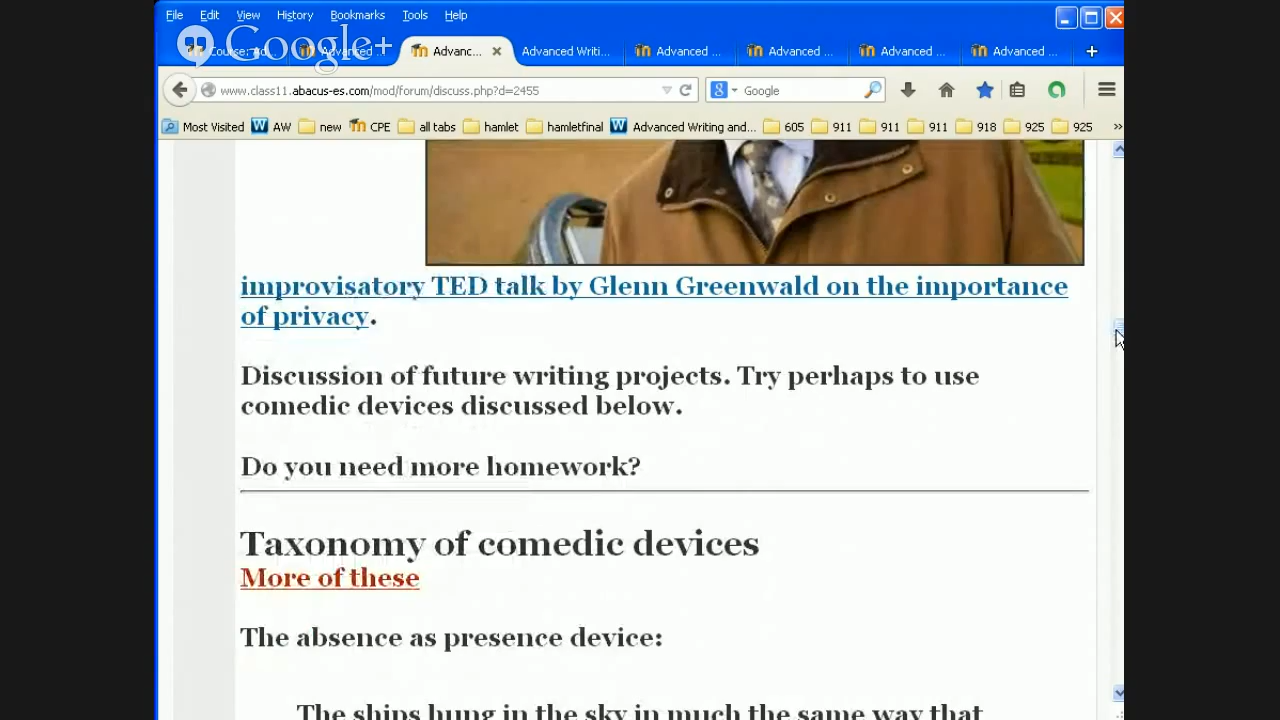 File Edit View History Bookmarks Tools Help
Google+
Advanc... Advanced Writi... Advanced ... Advanced ... Advanced ... Advanced ...
www.class11.abacus-es.com/mod/forum/discuss.php?d=2455 Google
Most Visited AW new CPE all tabs hamlet hamletfinal Advanced Writing and... 605 911 911 911 918 925 925 »
improvisatory TED talk by Glenn Greenwald on the importance
of privacy.
Discussion of future writing projects. Try perhaps to use
comedic devices discussed below.
Do you need more homework?
Taxonomy of comedic devices
More of these
The absence as presence device:
The ships hung in the sky in much the same way that